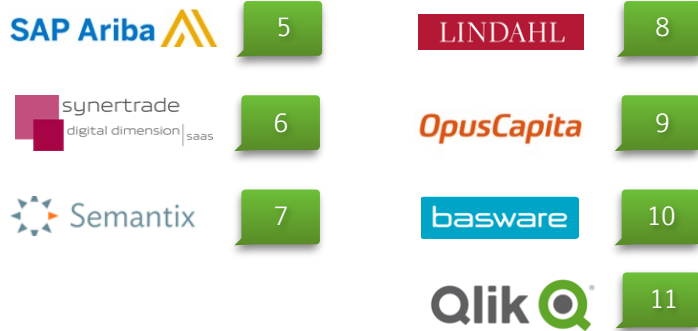 SAP Ariba
5
synertrade
digital dimension|saas
6
Semantix
7
LINDAHL
8
OpusCapita
9
basware
10
Qlik
11